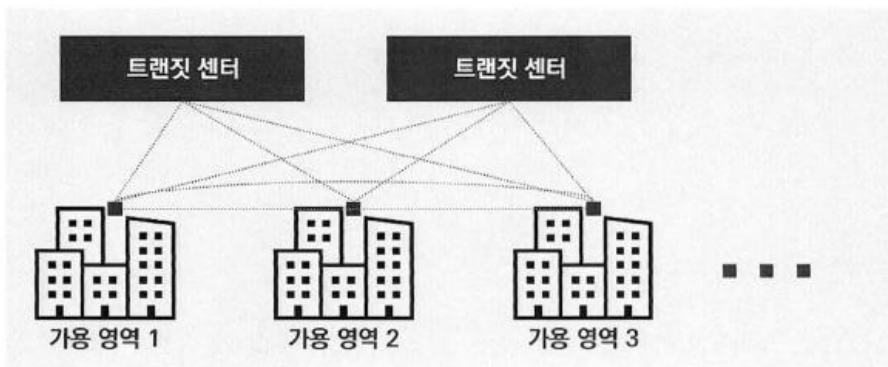 트랜짓 센터
트랜짓 센터
가용 영역 1
가용 영역 2
가용 영역 3